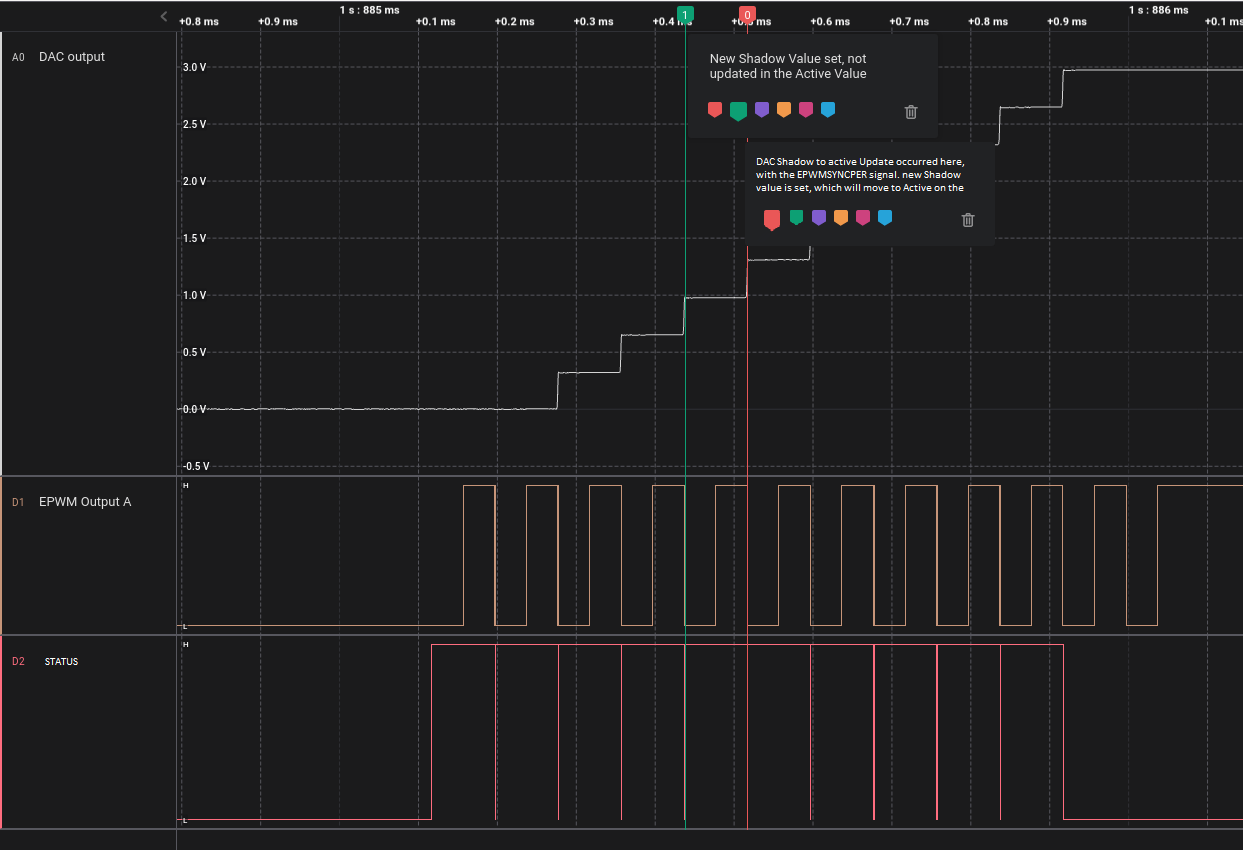 1 s : 885 ms
1 s : 886 ms
+0.8 ms
+0.9 ms
+0.1 ms
+0.2 ms
+0.3 ms
+0.4
1
0
ms
+0.6 ms
+0.7 ms
+0.8 ms
+0.9 ms
+0.1 m
A0 DAC output
New Shadow Value set, not
updated in the Active Value
DAC Shadow to active Update occurred here,
with the EPWMSYNCPER signal. new Shadow
value is set, which will move to Active on the
3.0 V
2.5 V
2.0 V
1.5 V
1.0 V
0.5 V
0.0 V
-0.5 V
D1 EPWM Output A
H
L
D2 STATUS
H
L